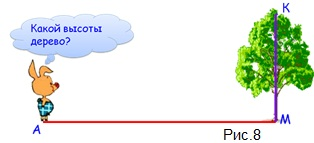 Какой высоты
дерево?
К
А
М
Рис.8